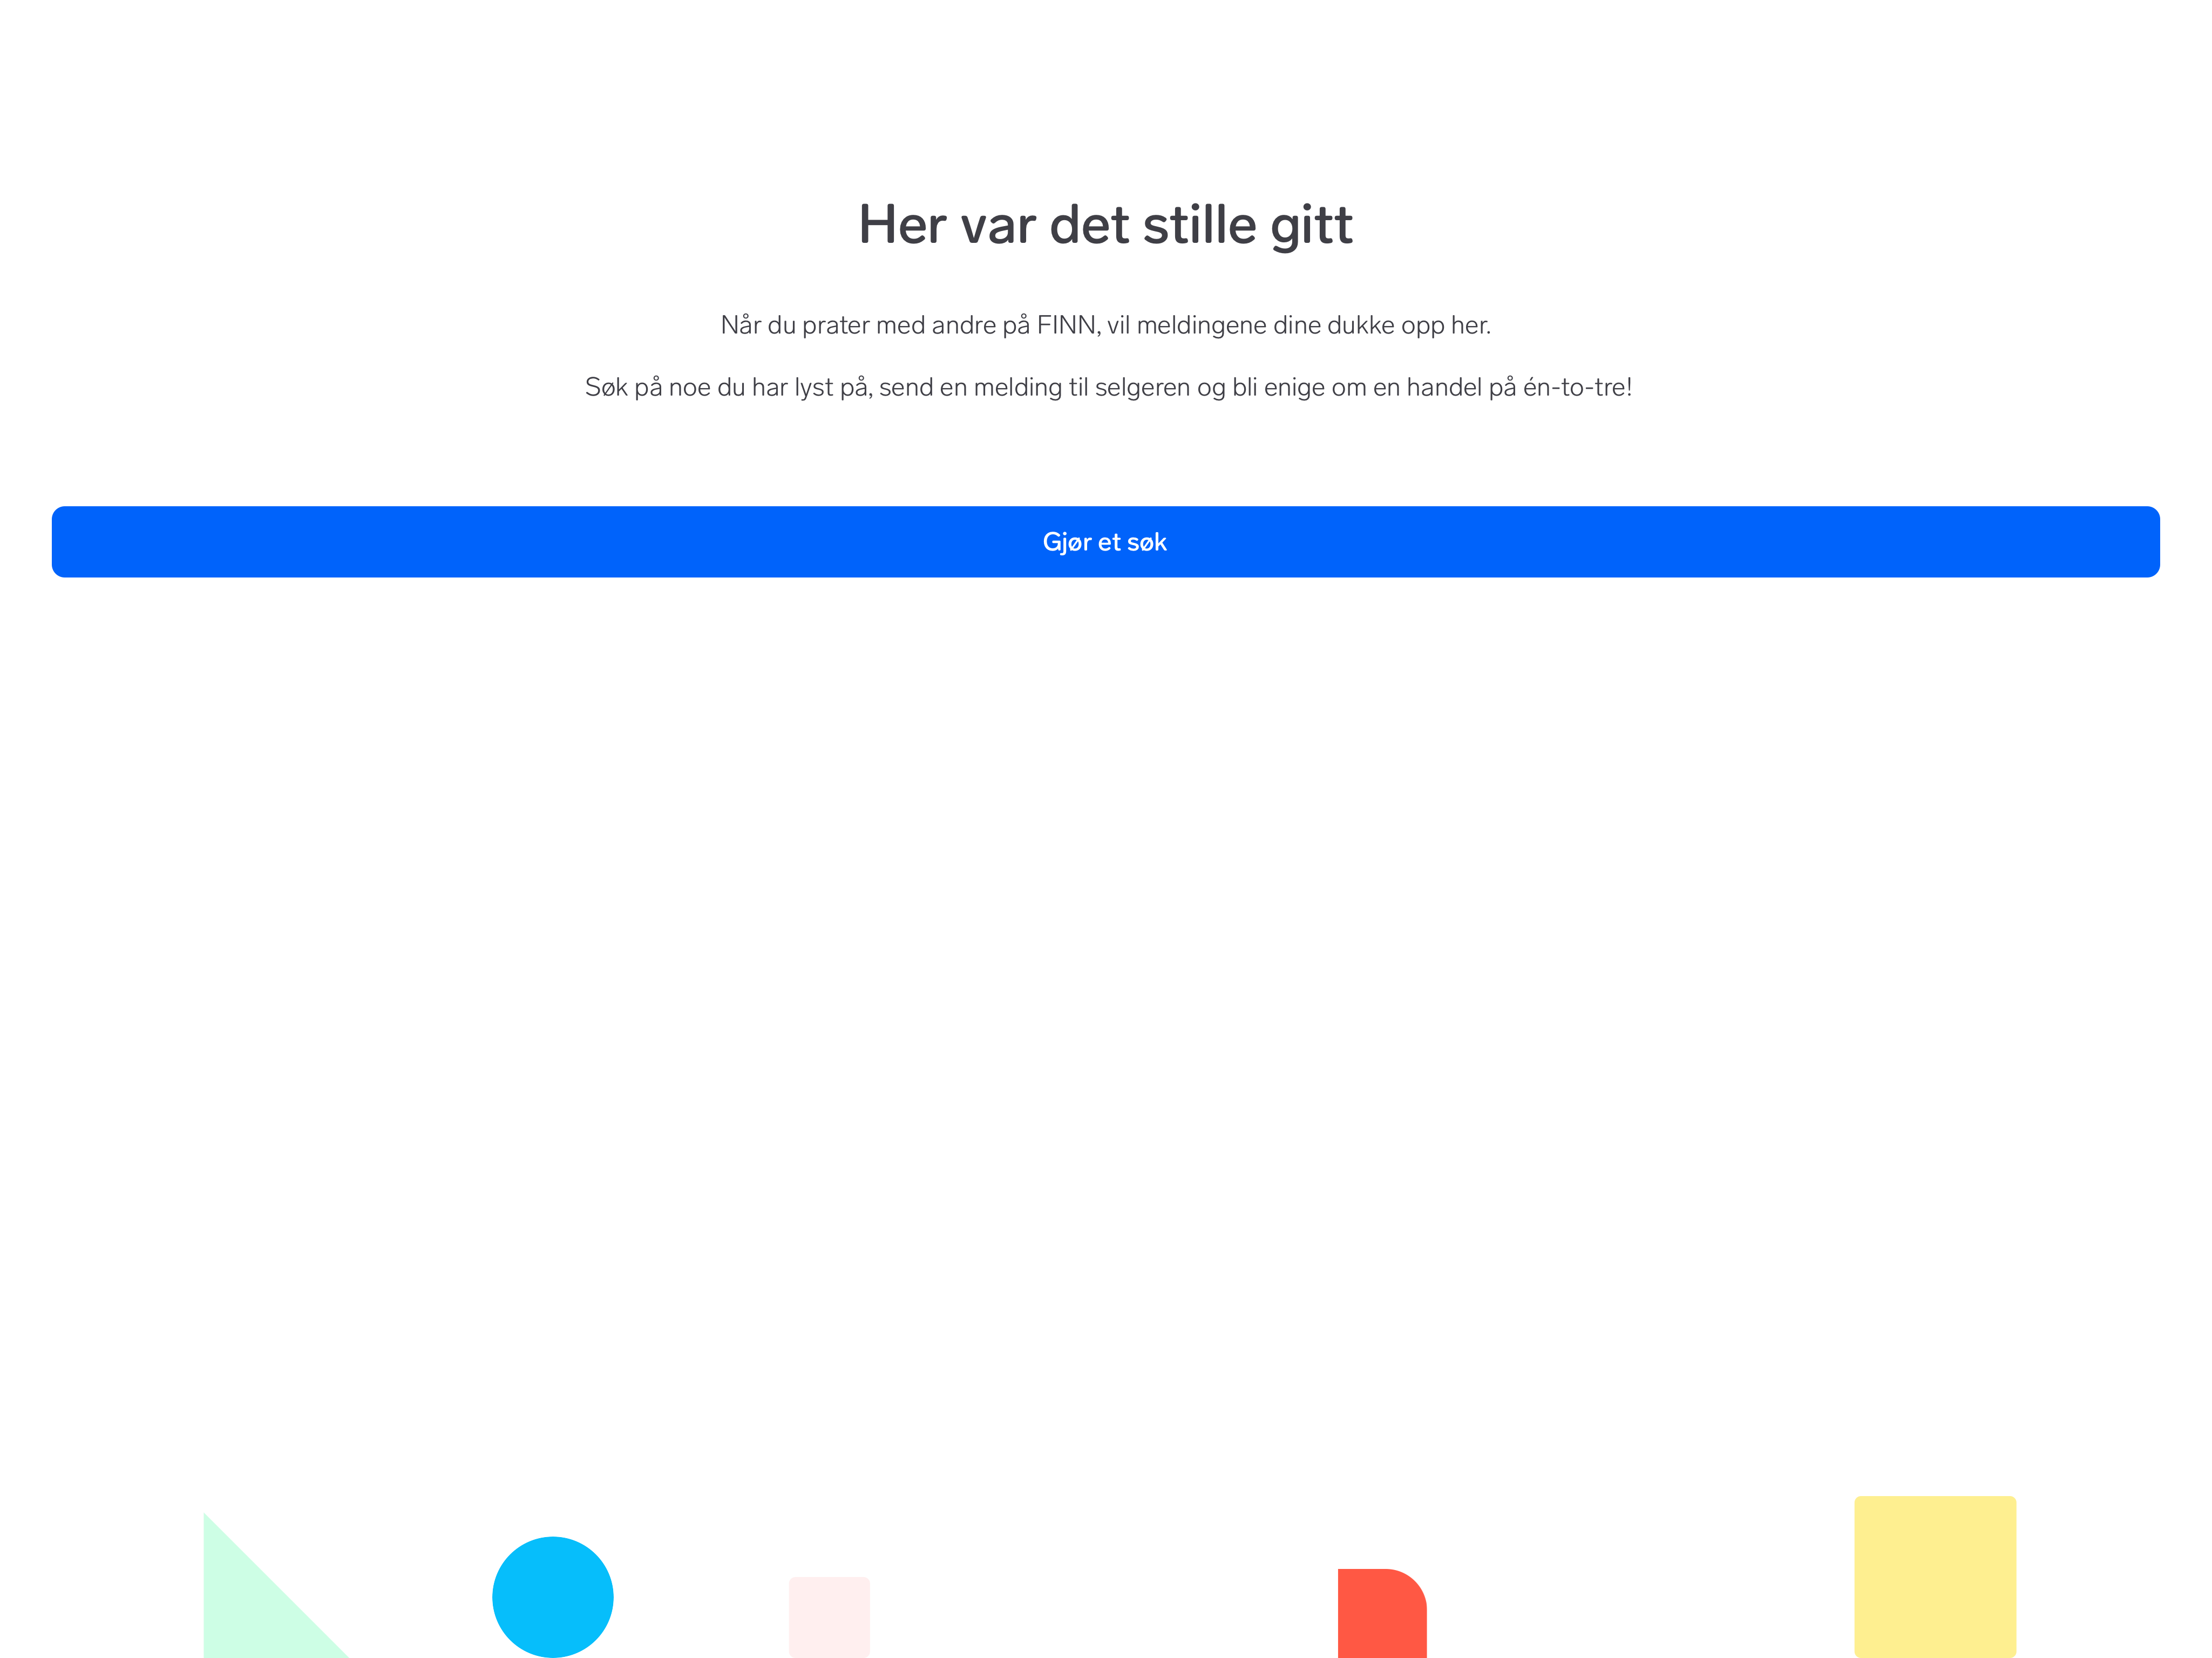 Her var det stille gitt
Når du prater med andre på FINN, vil meldingene dine dukke opp her.
Søk på noe du har lyst på, send en melding til selgeren og bli enige om en handel på én-to-tre!
Gjør et søk